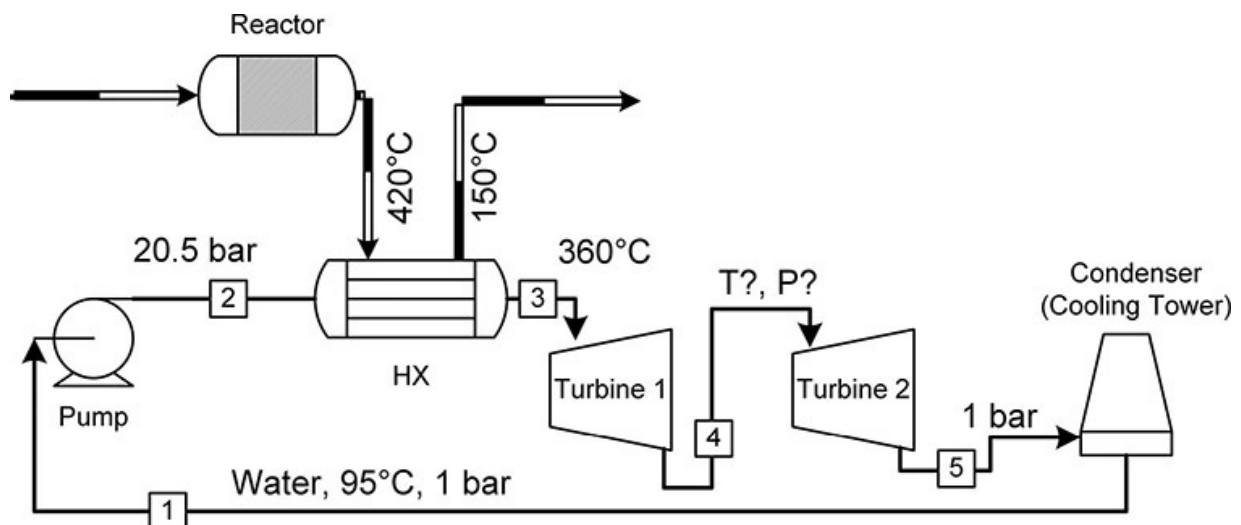 Reactor
420°C
150°C
20.5 bar
2
360°C
3
T?, P?
Condenser
(Cooling Tower)
HX
Turbine 1
Turbine 2
Pump
4
1 bar
5
Water, 95°C, 1 bar
1